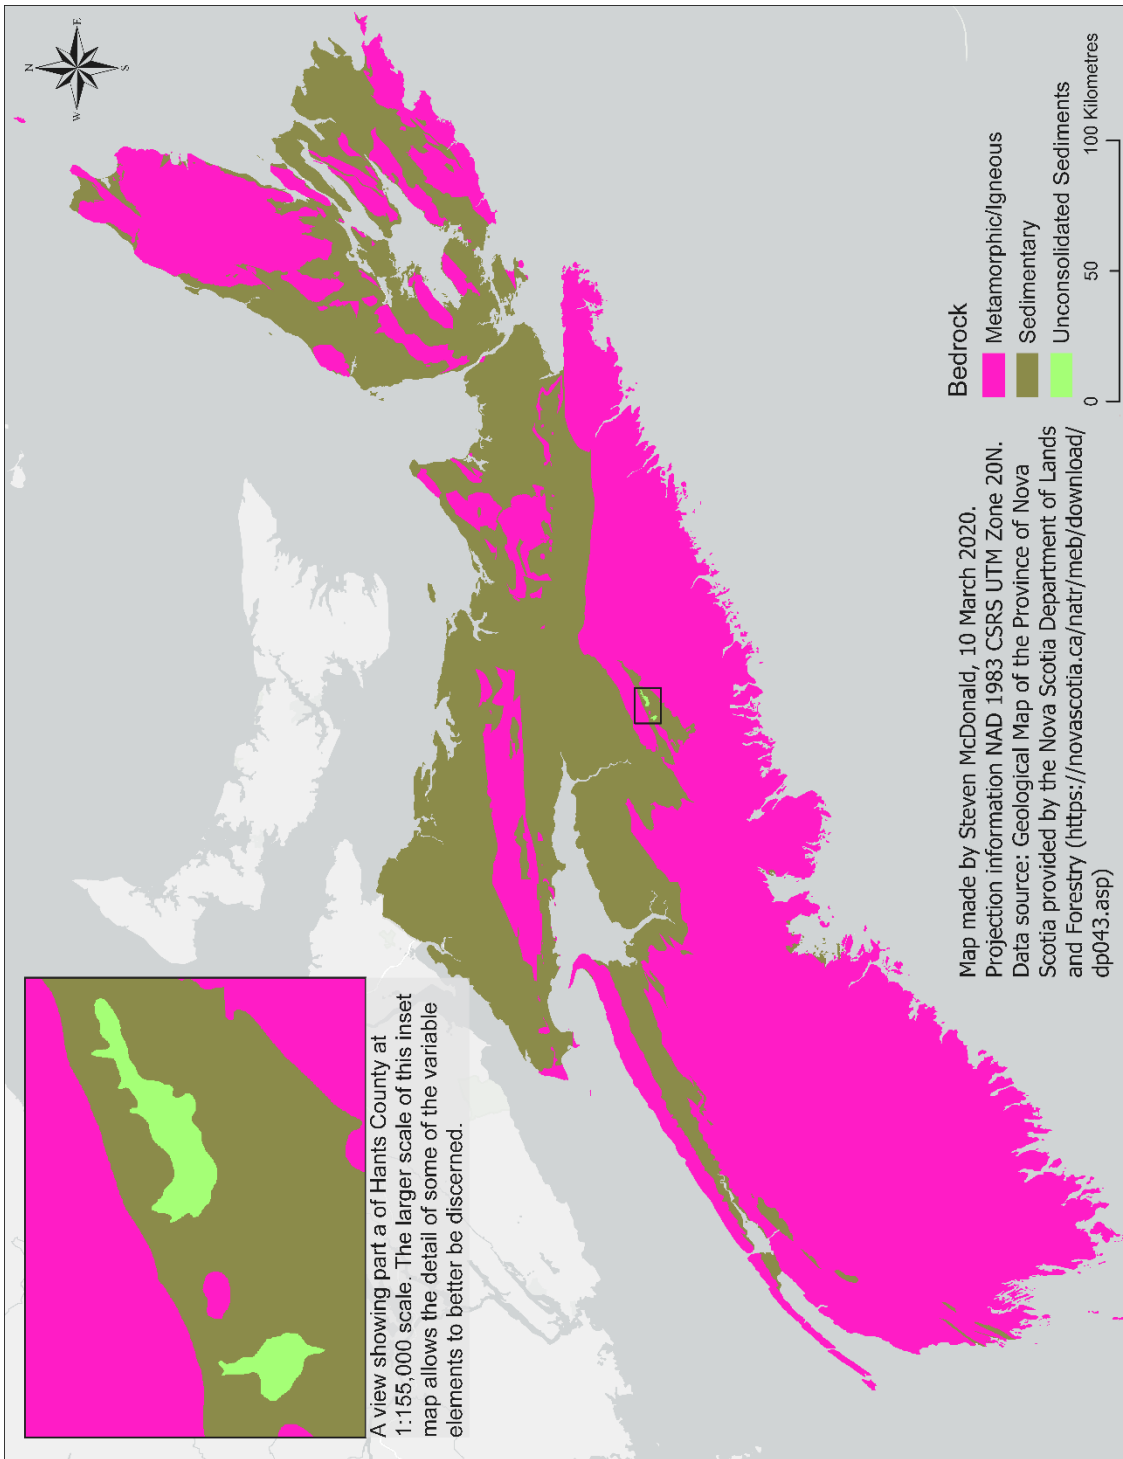 N
E
S
W
A view showing part a of Hants County at
1:155,000 scale. The larger scale of this inset
map allows the detail of some of the variable
elements to better be discerned.
Map made by Steven McDonald, 10 March 2020.
Projection information NAD 1983 CSRS UTM Zone 20N.
Data source: Geological Map of the Province of Nova
Scotia provided by the Nova Scotia Department of Lands
and Forestry (https://novascotia.ca/natr/meb/download/
dp043.asp)
Bedrock
Metamorphic/Igneous
Sedimentary
Unconsolidated Sediments
0 50 100 Kilometres